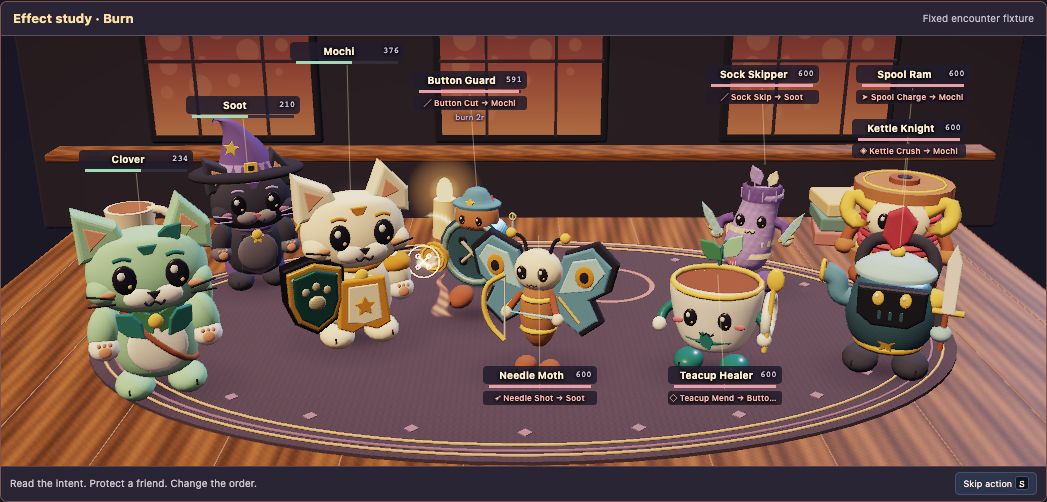 Effect study · Burn
Fixed encounter fixture
Mochi 376
Button Guard 591
Button Cut → Mochi
burn 2r
Sock Skipper 600
Sock Skip → Soot
Spool Ram 600
Spool Charge → Mochi
Soot 210
Kettle Knight 600
Kettle Crush → Mochi
Clover 234
Needle Moth 600
Needle Shot → Soot
Teacup Healer 600
Teacup Mend → Butto...
Read the intent. Protect a friend. Change the order.
Skip action S